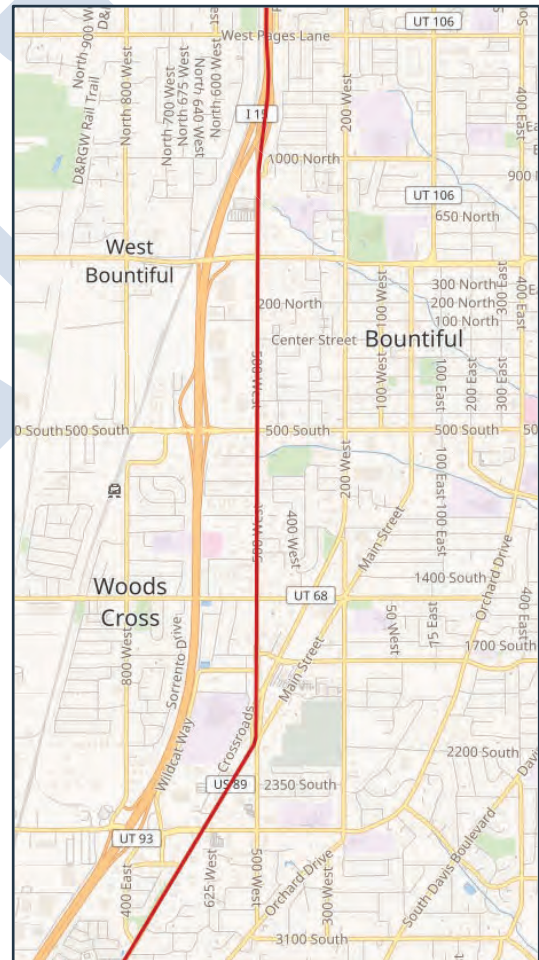 UT 106
West Pages Lane
North 900 W
D&RGW Rail Trail
North 800 West
North 700 West
North 675 West
North 640 West
North 600 West
200 West
400 East
I 15
1000 North
UT 106
650 North
West
Bountiful
300 North
200 North
100 North
200 North
Center Street
Bountiful
100 West
100 West
300 East
400 East
500 West
100 East
200 East
300 East
0 South
500 South
500 South
500 South
200 West
100 East
100 East
500 West
400 West
Main Street
Orchard Drive
1400 South
Woods
Cross
UT 68
50 West
75 East
400 East
1700 South
800 West
Sorrento Drive
Main Street
Wildcat Way
Crossroads
2200 South
US 89
2350 South
UT 93
400 East
625 West
500 West
Orchard Drive
300 West
South Davis Boulevard
3100 South